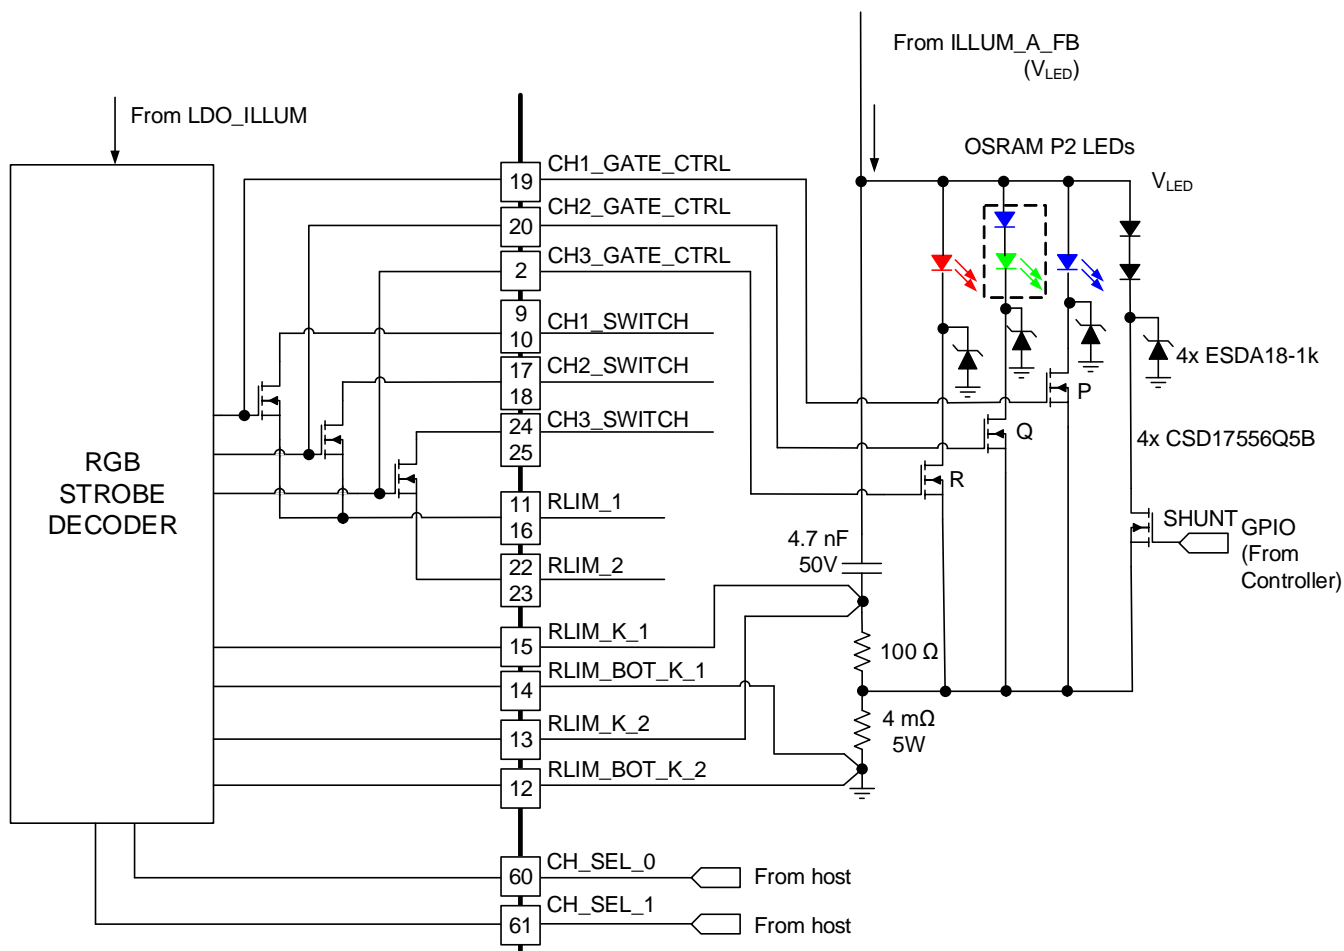 From ILLUM_A_FB
(VLED)
From LDO_ILLUM
OSRAM P2 LEDs
VLED
19
CH1_GATE_CTRL
20
CH2_GATE_CTRL
2
CH3_GATE_CTRL
9
10
CH1_SWITCH
17
18
CH2_SWITCH
24
25
CH3_SWITCH
4x ESDA18-1k
P
Q
R
4x CSD17556Q5B
RGB
STROBE
DECODER
11
16
RLIM_1
22
23
RLIM_2
4.7 nF
50V
SHUNT
GPIO
(From
Controller)
15
RLIM_K_1
100 Ω
14
RLIM_BOT_K_1
13
RLIM_K_2
4 mΩ
5W
12
RLIM_BOT_K_2
60
CH_SEL_0
From host
61
CH_SEL_1
From host